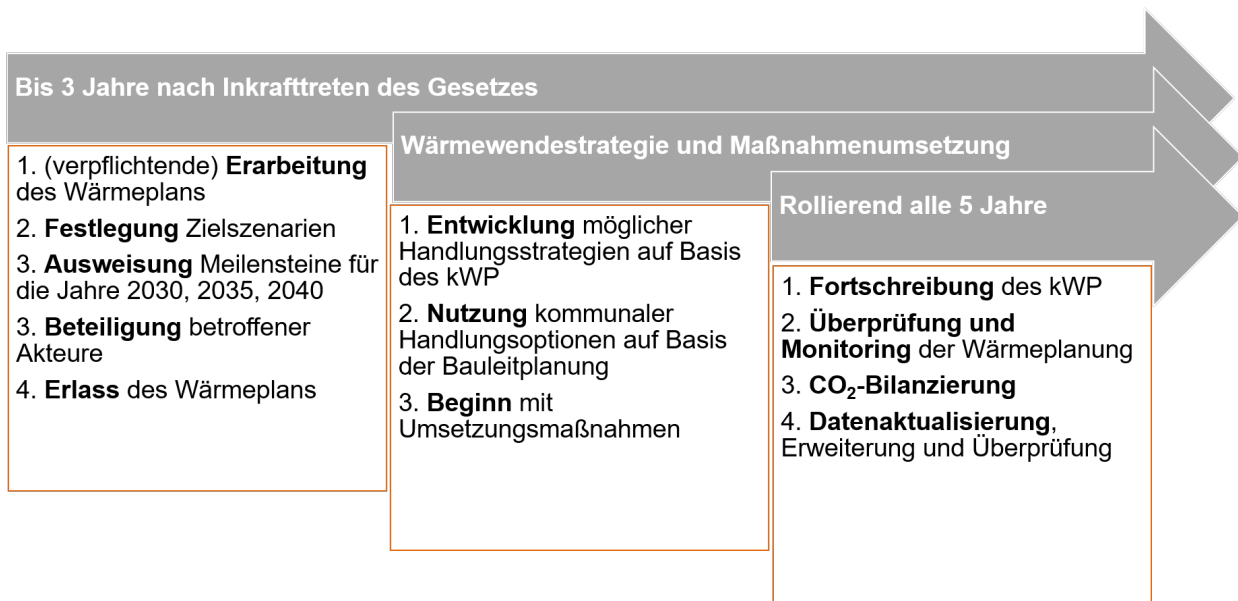 Bis 3 Jahre nach Inkrafttreten des Gesetzes
1. (verpflichtende) Erarbeitung
des Wärmeplans
2. Festlegung Zielszenarien
3. Ausweisung Meilensteine für
die Jahre 2030, 2035, 2040
3. Beteiligung betroffener
Akteure
4. Erlass des Wärmeplans
Wärmewendestrategie und Maßnahmenumsetzung
1. Entwicklung möglicher
Handlungsstrategien auf Basis
des kWP
2. Nutzung kommunaler
Handlungsoptionen auf Basis
der Bauleitplanung
3. Beginn mit
Umsetzungsmaßnahmen
Rollierend alle 5 Jahre
1. Fortschreibung des kWP
2. Überprüfung und
Monitoring der Wärmeplanung
3. CO₂-Bilanzierung
4. Datenaktualisierung,
Erweiterung und Überprüfung